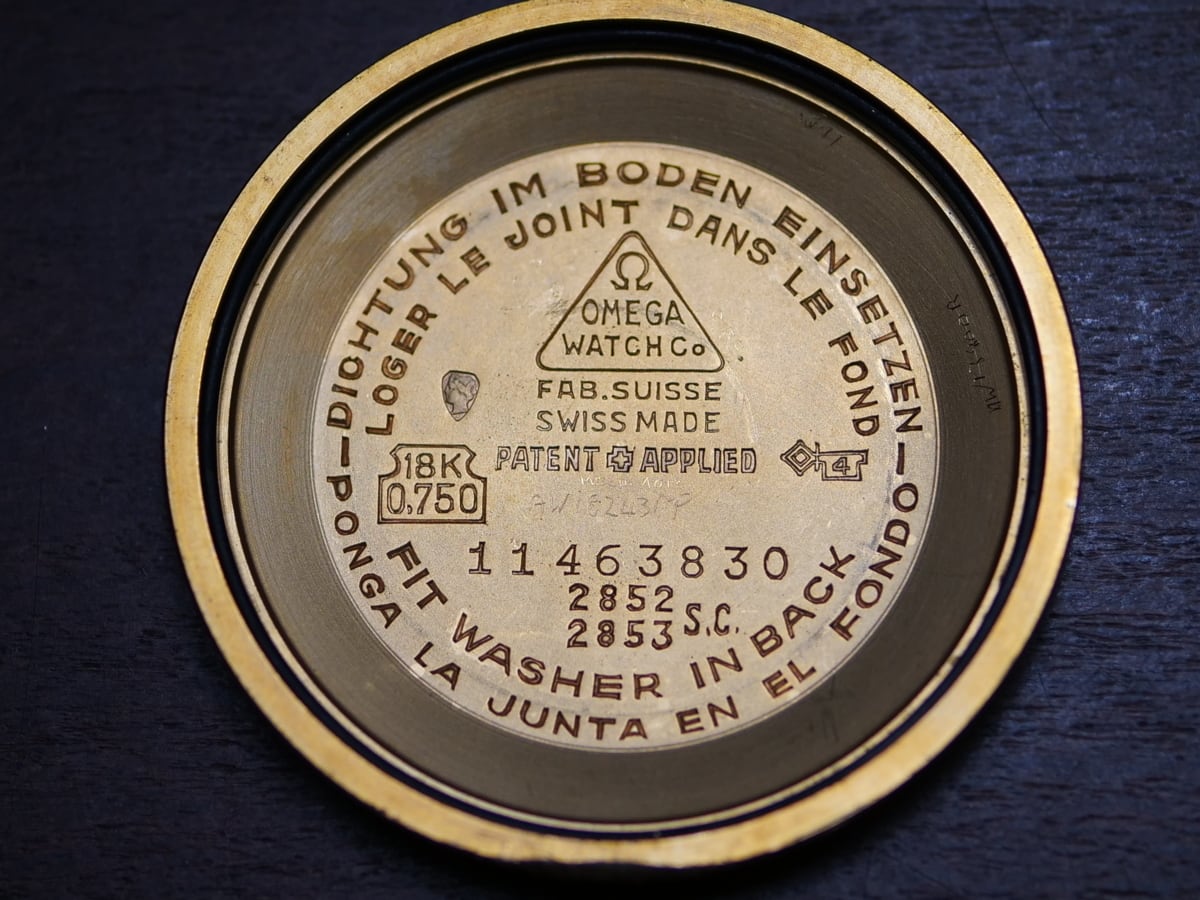 DICHTUNG IM BODEN EINSETZEN
LOGER LE JOINT DANS LE FOND
Ω
OMEGA
WATCH Co
FAB. SUISSE
SWISS MADE
PATENT APPLIED
18K
0,750
4
11463830
2852
2853 S.C.
FIT WASHER IN BACK
PONGA LA JUNTA EN EL FONDO